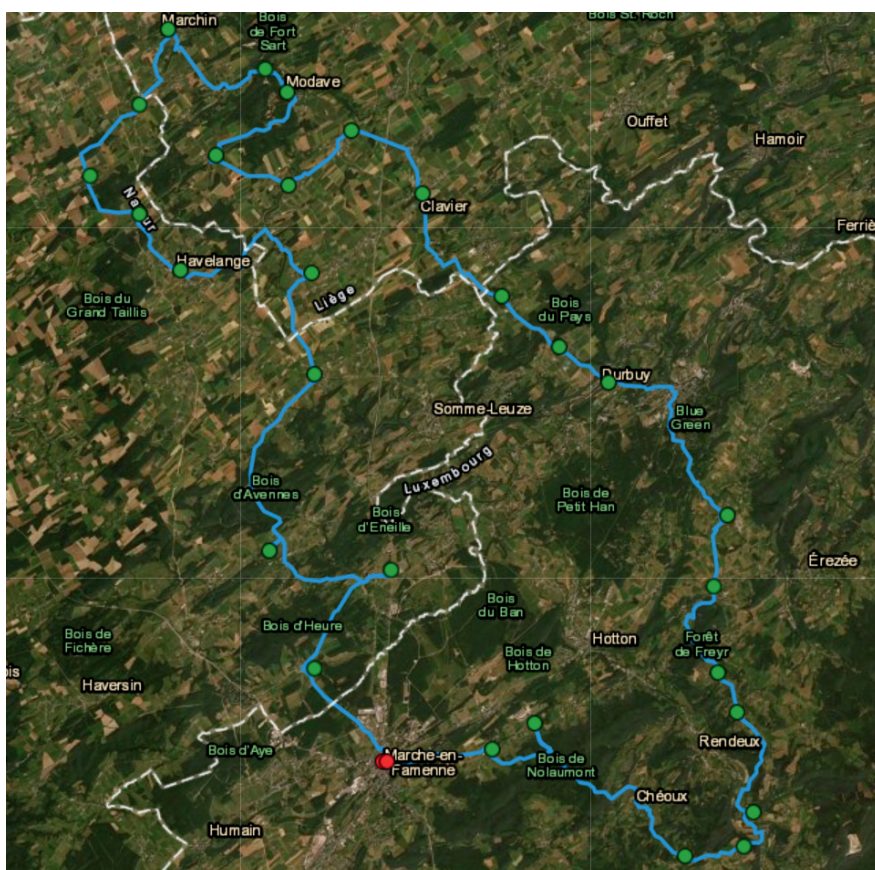 Bois St. Roch
Marchin
Bois
de Fort
Sart
Modave
Ouffet
Hamoir
Clavier
Namur
Ferriè
Havelange
Liège
Bois du
Grand Taillis
Bois
du Pays
Durbuy
Somme-Leuze
Blue
Green
Luxembourg
Bois
d'Avennes
Bois de
Petit Han
Bois
d'Eneille
Érezée
Bois
du Ban
Bois d'Heure
Bois de
Fichère
Hotton
Forêt
de Freyr
Bois de
Hotton
is
Haversin
Rendeux
Bois d'Aye
Marche-en-
Famenne
Bois de
Nolaumont
Chéoux
Humain